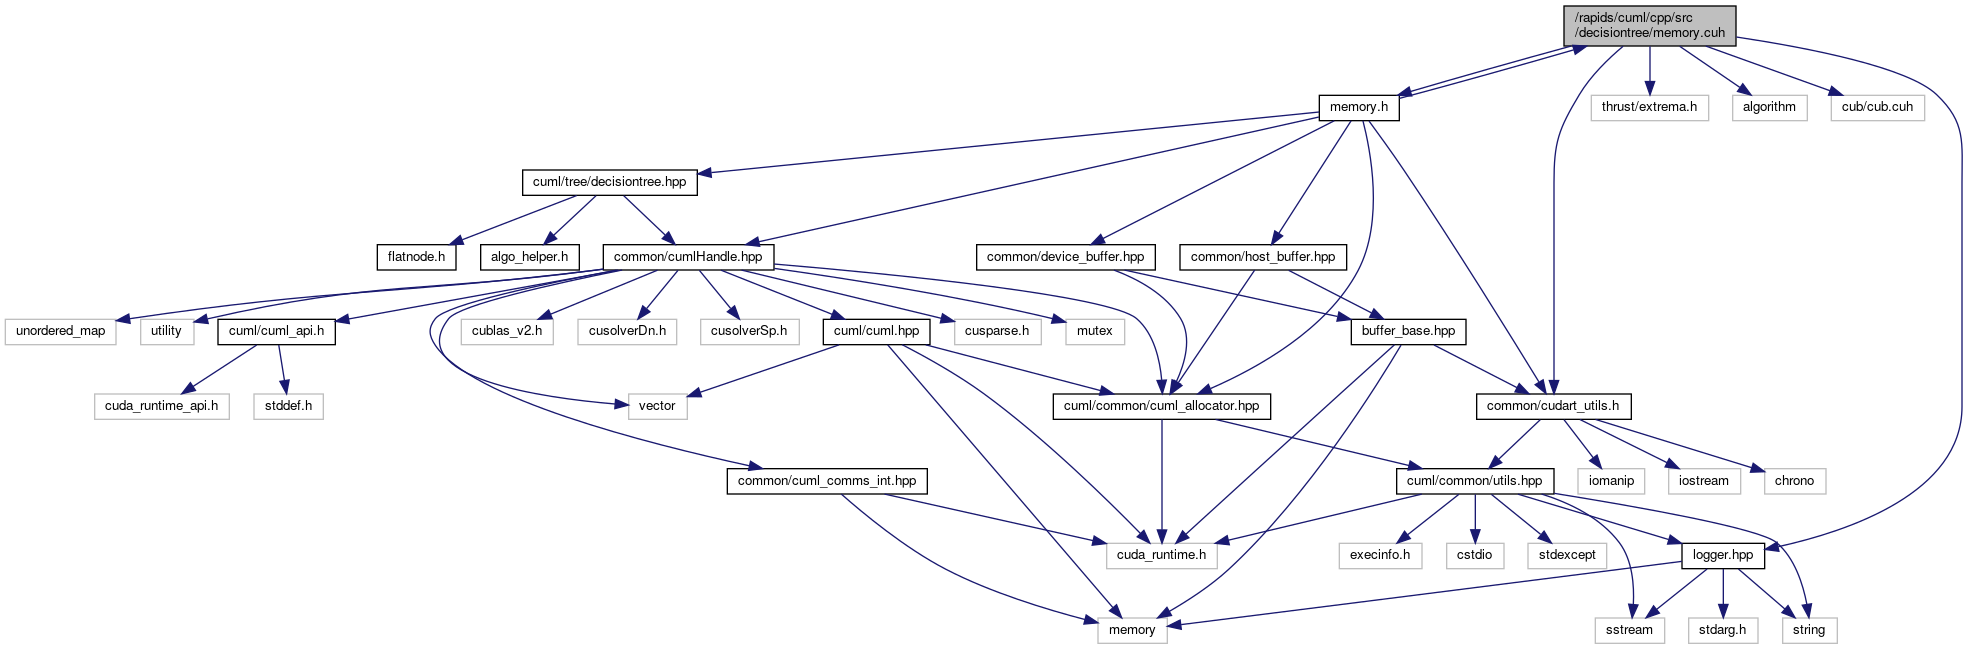 /rapids/cuml/cpp/src
/decisiontree/memory.cuh
memory.h
thrust/extrema.h
algorithm
cub/cub.cuh
cuml/tree/decisiontree.hpp
flatnode.h
algo_helper.h
common/cumlHandle.hpp
common/device_buffer.hpp
common/host_buffer.hpp
unordered_map
utility
cuml/cuml_api.h
cublas_v2.h
cusolverDn.h
cusolverSp.h
cuml/cuml.hpp
cusparse.h
mutex
buffer_base.hpp
cuda_runtime_api.h
stddef.h
vector
cuml/common/cuml_allocator.hpp
common/cudart_utils.h
common/cuml_comms_int.hpp
cuml/common/utils.hpp
iomanip
iostream
chrono
cuda_runtime.h
execinfo.h
cstdio
stdexcept
logger.hpp
memory
sstream
stdarg.h
string